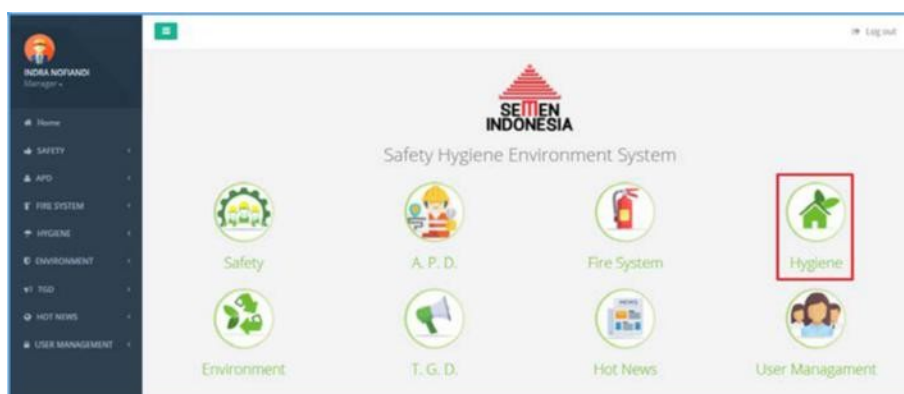 INDRA NOFIANDI
Manager
Home
SAFETY
APD
FIRE SYSTEM
HYGIENE
ENVIRONMENT
TGD
HOT NEWS
USER MANAGEMENT
Log out
SEMEN
INDONESIA
Safety Hygiene Environment System
Safety
A. P. D.
Fire System
Hygiene
NEWS
Environment
T. G. D.
Hot News
User Managament